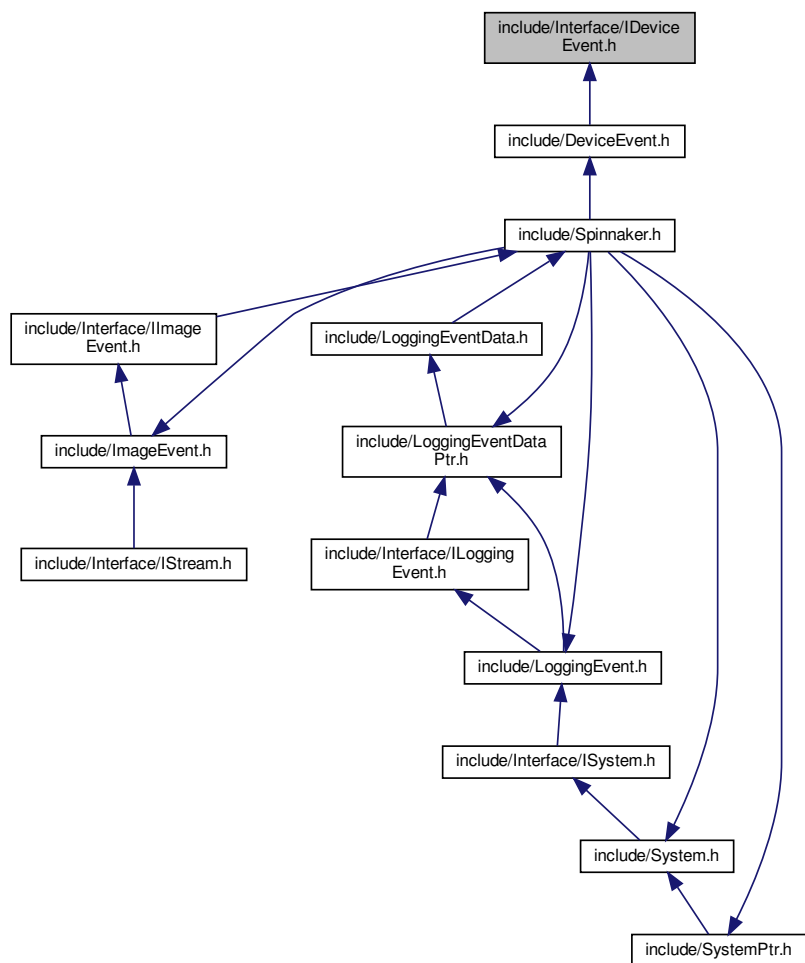 include/Interface/IDevice
Event.h
include/DeviceEvent.h
include/Spinnaker.h
include/Interface/IImage
Event.h
include/LoggingEventData.h
include/ImageEvent.h
include/LoggingEventData
Ptr.h
include/Interface/IStream.h
include/Interface/ILogging
Event.h
include/LoggingEvent.h
include/Interface/ISystem.h
include/System.h
include/SystemPtr.h